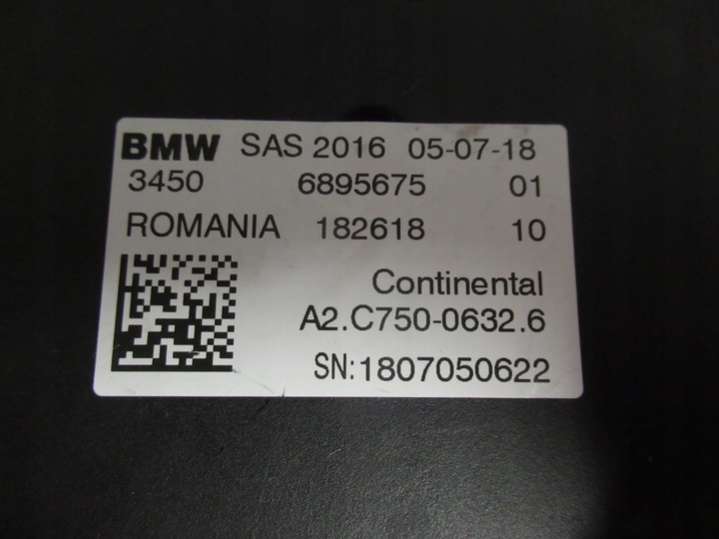 BMW SAS 2016 05-07-18
3450 6895675 01
ROMANIA 182618 10
Continental
A2.C750-0632.6
SN:1807050622